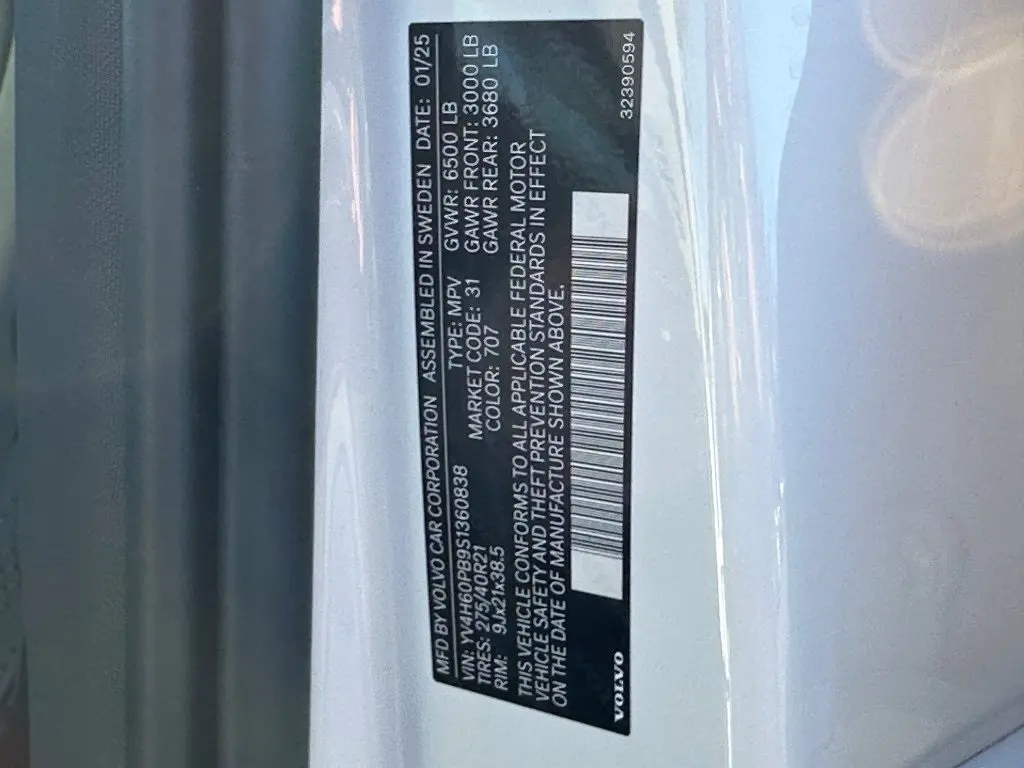 MFD BY VOLVO CAR CORPORATION ASSEMBLED IN SWEDEN DATE: 01/25
VIN: YV4H60PB9S1360838 TYPE: MPV GVWR: 6500 LB
TIRES: 275/40R21 MARKET CODE: 31 GAWR FRONT: 3000 LB
RIM: 9Jx21x38.5 COLOR: 707 GAWR REAR: 3680 LB
THIS VEHICLE CONFORMS TO ALL APPLICABLE FEDERAL MOTOR
VEHICLE SAFETY AND THEFT PREVENTION STANDARDS IN EFFECT
ON THE DATE OF MANUFACTURE SHOWN ABOVE.
VOLVO 32390594